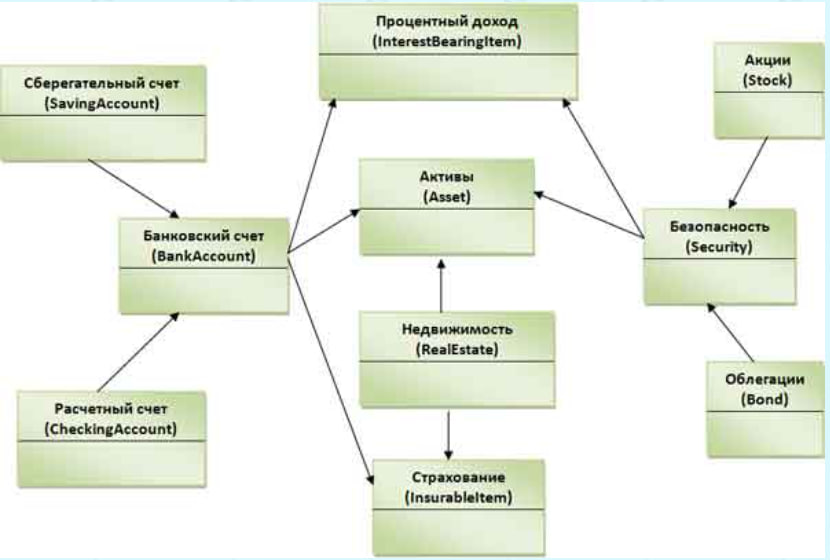 Процентный доход
(InterestBearingItem)
Акции
(Stock)
Сберегательный счет
(SavingAccount)
Активы
(Asset)
Безопасность
(Security)
Банковский счет
(BankAccount)
Недвижимость
(RealEstate)
Облегации
(Bond)
Расчетный счет
(CheckingAccount)
Страхование
(InsurableItem)